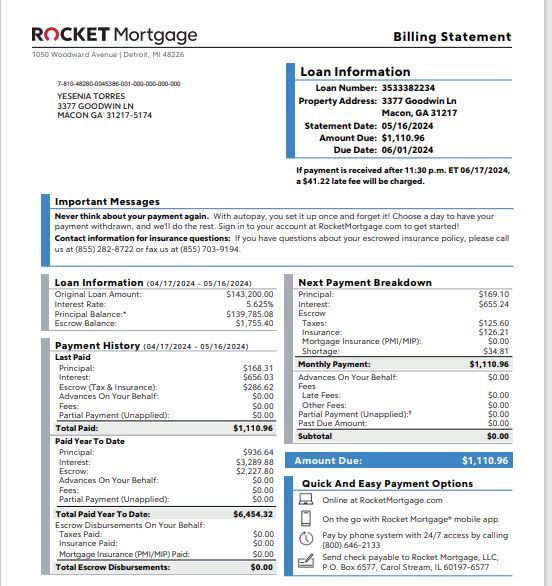 ROCKET Mortgage
Billing Statement
1050 Woodward Avenue | Detroit, MI 48226
7-810-48280-0045386-001-000-000-000-000
YESENIA TORRES
3377 GOODWIN LN
MACON GA 31217-5174
Loan Information
Loan Number: 3533382234
Property Address: 3377 Goodwin Ln
Macon, GA 31217
Statement Date: 05/16/2024
Amount Due: $1,110.96
Due Date: 06/01/2024
If payment is received after 11:30 p.m. ET 06/17/2024,
a $41.22 late fee will be charged.
Important Messages
Never think about your payment again. With autopay, you set it up once and forget it! Choose a day to have your
payment withdrawn, and we'll do the rest. Sign in to your account at RocketMortgage.com to get started!
Contact information for insurance questions: If you have questions about your escrowed insurance policy, please call
us at (855) 282-8722 or fax us at (855) 703-9194.
Loan Information (04/17/2024 - 05/16/2024)
Original Loan Amount: $143,200.00
Interest Rate: 5.625%
Principal Balance:* $139,785.08
Escrow Balance: $1,755.40
Payment History (04/17/2024 - 05/16/2024)
Last Paid
Principal: $168.31
Interest: $656.03
Escrow (Tax & Insurance): $286.62
Advances On Your Behalf: $0.00
Fees: $0.00
Partial Payment (Unapplied): $0.00
Total Paid: $1,110.96
Paid Year To Date
Principal: $936.64
Interest: $3,289.88
Escrow: $2,227.80
Advances On Your Behalf: $0.00
Fees: $0.00
Partial Payment (Unapplied): $0.00
Total Paid Year To Date: $6,454.32
Escrow Disbursements On Your Behalf:
Taxes Paid: $0.00
Insurance Paid: $0.00
Mortgage Insurance (PMI/MIP) Paid: $0.00
Total Escrow Disbursements: $0.00
Next Payment Breakdown
Principal: $169.10
Interest: $655.24
Escrow
Taxes: $125.60
Insurance: $126.21
Mortgage Insurance (PMI/MIP): $0.00
Shortage: $34.81
Monthly Payment: $1,110.96
Advances On Your Behalf: $0.00
Fees
Late Fees: $0.00
Other Fees: $0.00
Partial Payment (Unapplied):† $0.00
Past Due Amount: $0.00
Subtotal $0.00
Amount Due: $1,110.96
Quick And Easy Payment Options
Online at RocketMortgage.com
On the go with Rocket Mortgage® mobile app
Pay by phone system with 24/7 access by calling
(800) 646-2133
Send check payable to Rocket Mortgage, LLC,
P.O. Box 6577, Carol Stream, IL 60197-6577